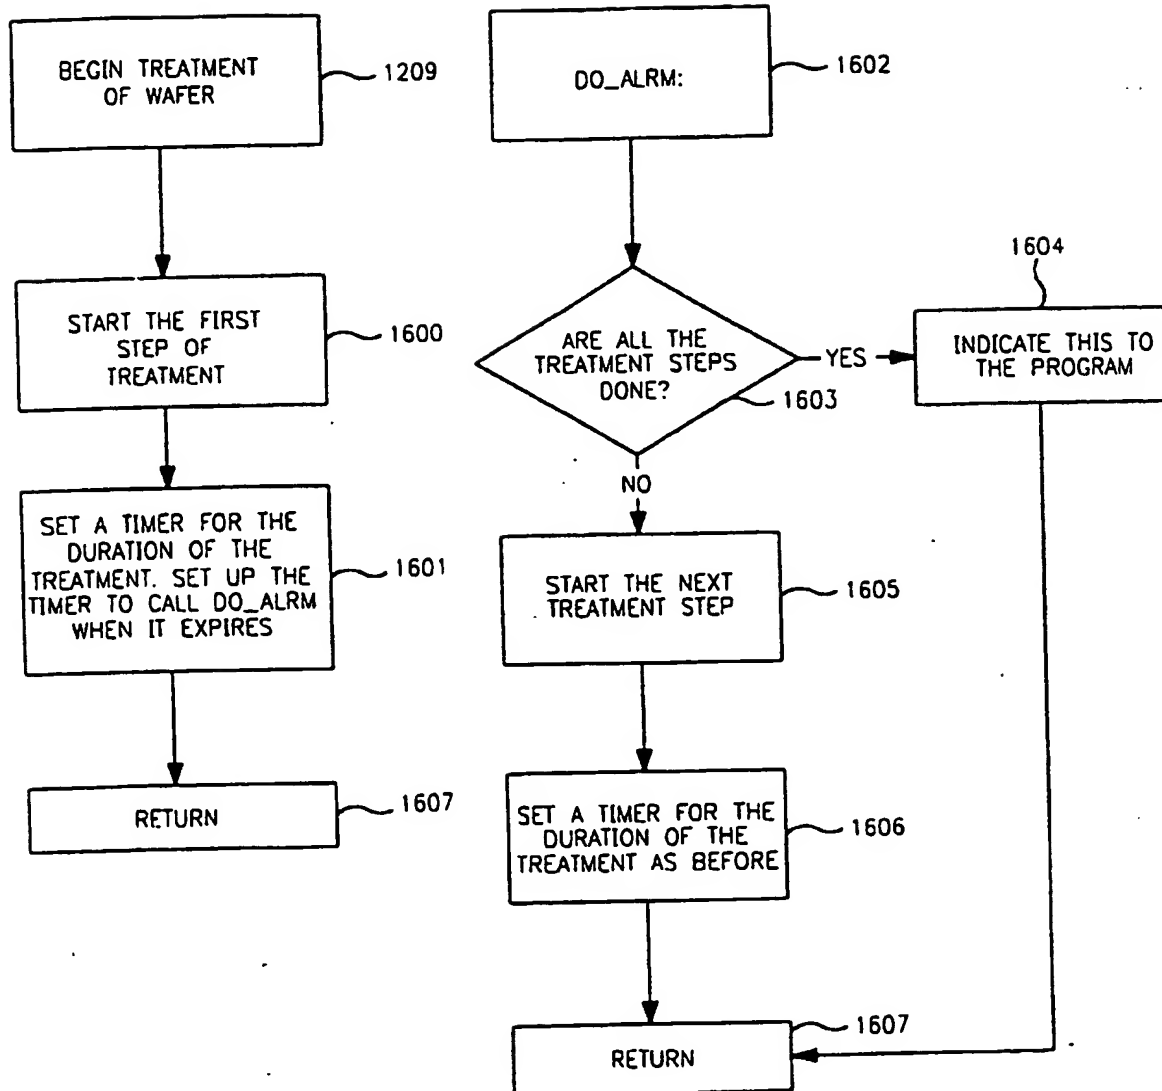 BEGIN TREATMENT
OF WAFER
1209
START THE FIRST
STEP OF
TREATMENT
1600
SET A TIMER FOR THE
DURATION OF THE
TREATMENT. SET UP THE
TIMER TO CALL DO_ALRM
WHEN IT EXPIRES
1601
RETURN
1607
DO_ALRM:
1602
ARE ALL THE
TREATMENT STEPS
DONE?
1603
YES
1604
INDICATE THIS TO
THE PROGRAM
NO
START THE NEXT
TREATMENT STEP
1605
SET A TIMER FOR THE
DURATION OF THE
TREATMENT AS BEFORE
1606
RETURN
1607